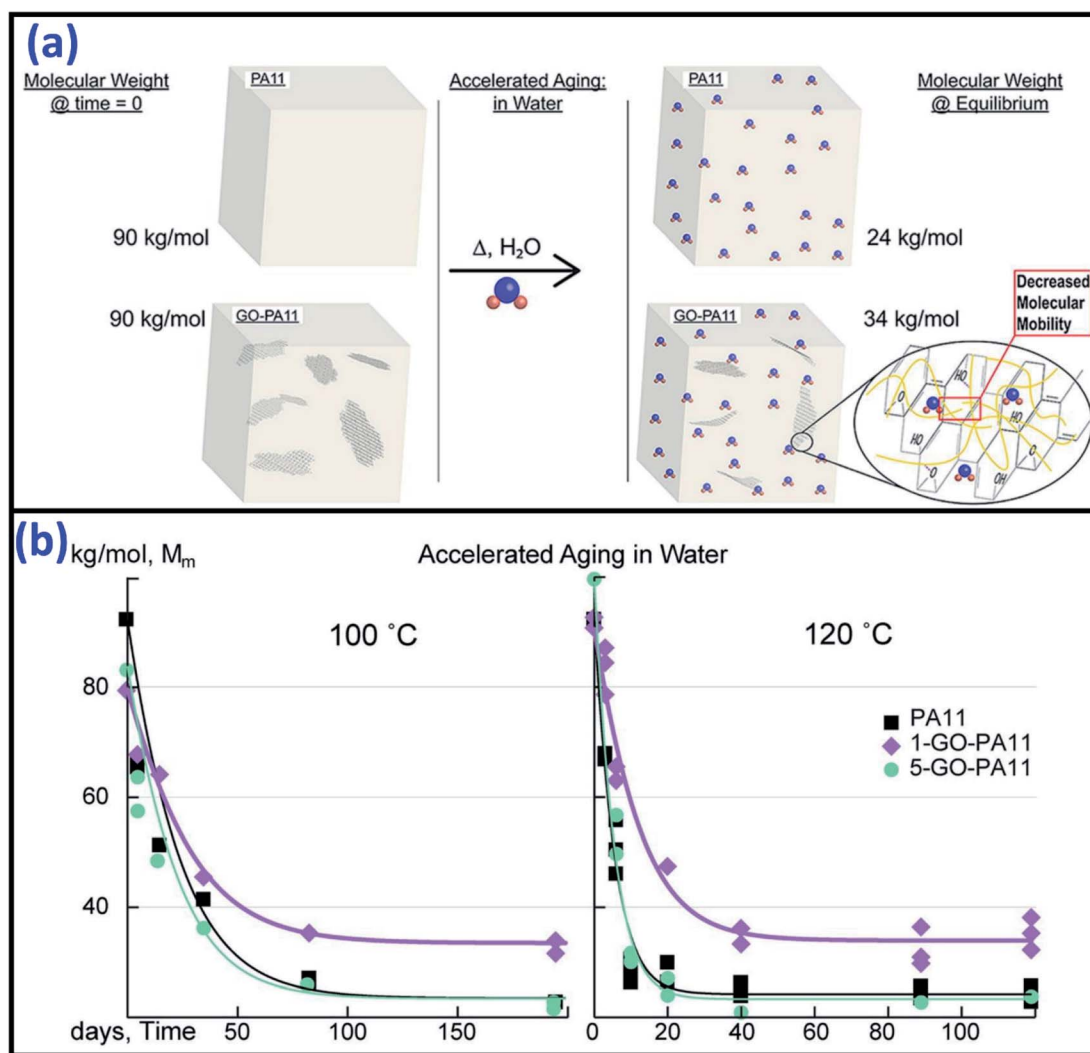 (a)
Molecular Weight
@ time = 0
PA11
Accelerated Aging:
in Water
PA11
Molecular Weight
@ Equilibrium
90 kg/mol
Δ, H₂O
24 kg/mol
90 kg/mol
GO-PA11
GO-PA11
34 kg/mol
Decreased
Molecular
Mobility
HO
O
HO
HO
O
O
OH
(b)
kg/mol, Mₘ
Accelerated Aging in Water
100 ˚C
120 ˚C
80
60
40
PA11
1-GO-PA11
5-GO-PA11
days, Time
50
150
0
20
40
60
80
100